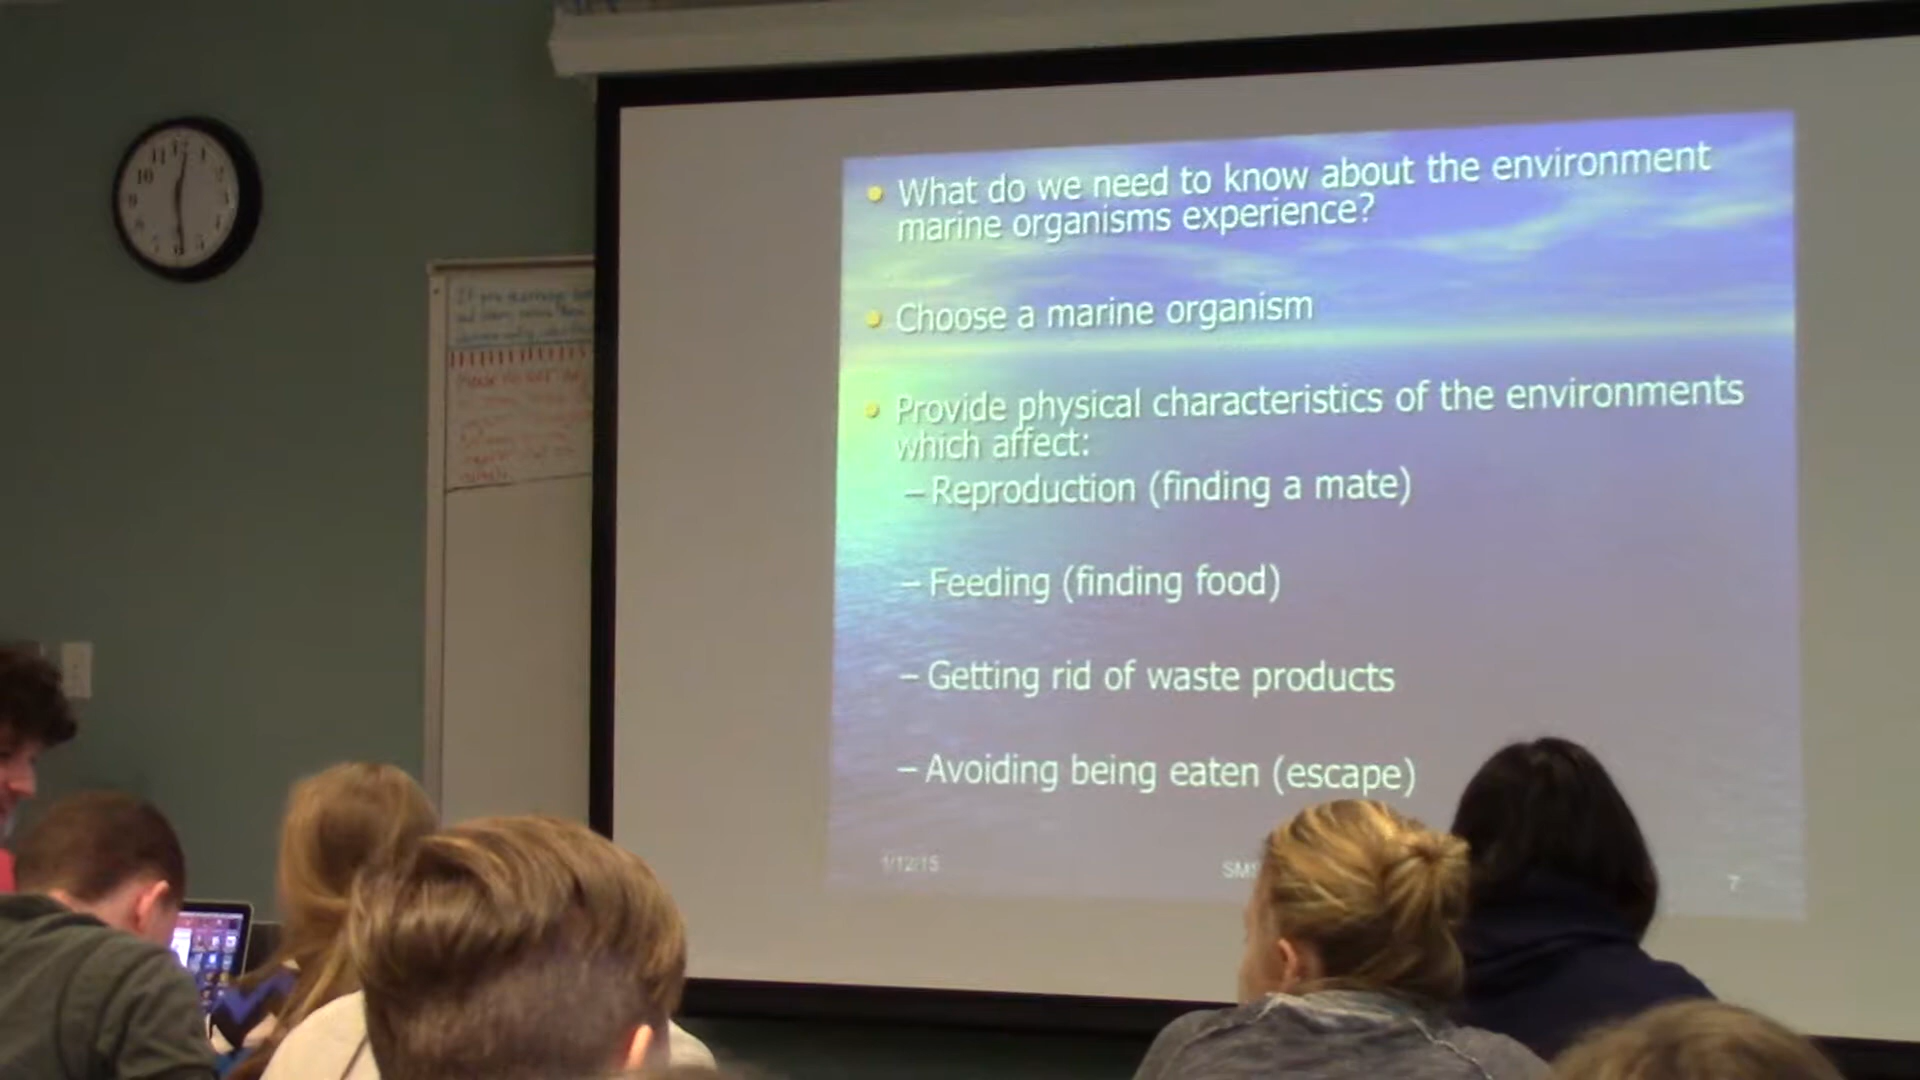 What do we need to know about the environment
marine organisms experience?
Choose a marine organism
Provide physical characteristics of the environments
which affect:
– Reproduction (finding a mate)
– Feeding (finding food)
– Getting rid of waste products
– Avoiding being eaten (escape)
1/12/15
7